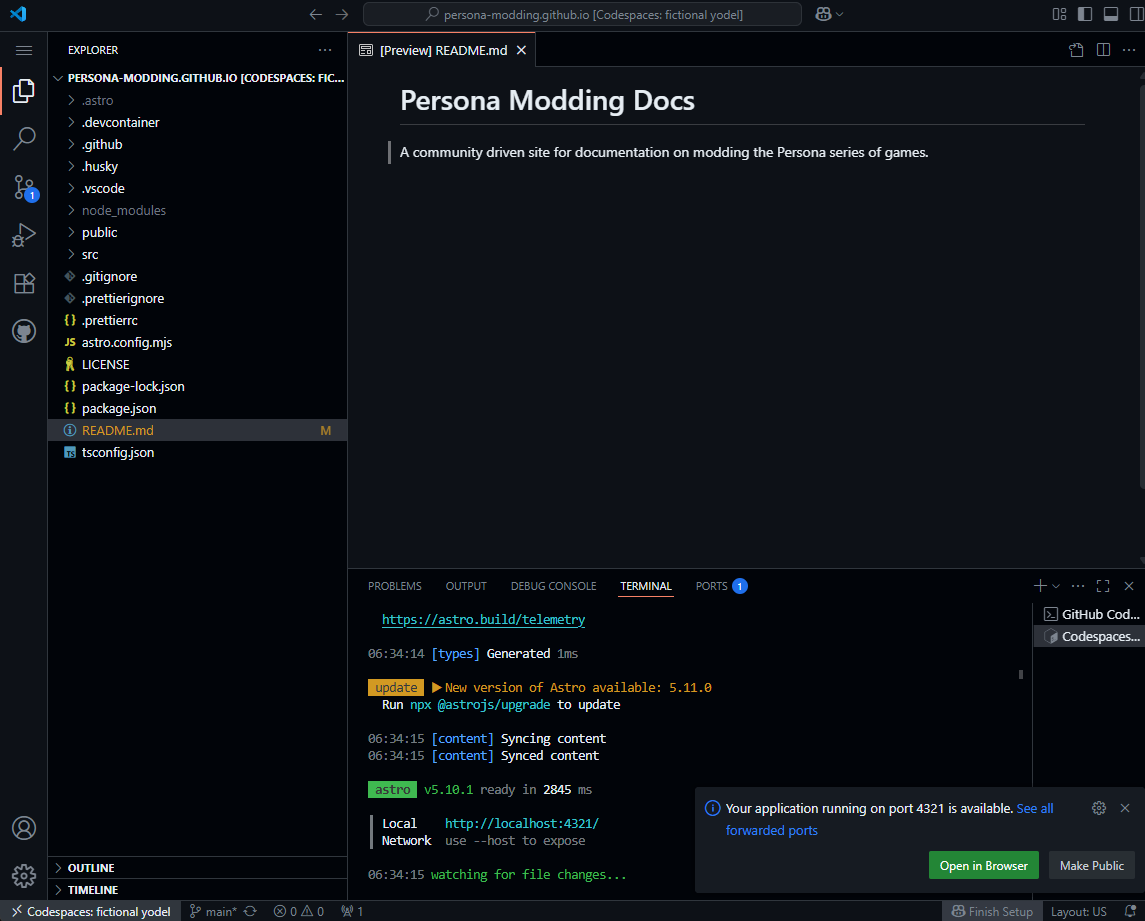 persona-modding.github.io [Codespaces: fictional yodel]
EXPLORER
[Preview] README.md
PERSONA-MODDING.GITHUB.IO [CODESPACES: FIC...
.astro
.devcontainer
.github
.husky
.vscode
node_modules
public
src
.gitignore
.prettierignore
{} .prettierrc
JS astro.config.mjs
LICENSE
{} package-lock.json
{} package.json
README.md M
TS tsconfig.json
1
Persona Modding Docs
A community driven site for documentation on modding the Persona series of games.
PROBLEMS OUTPUT DEBUG CONSOLE TERMINAL PORTS 1
https://astro.build/telemetry
06:34:14 [types] Generated 1ms
update ▶ New version of Astro available: 5.11.0
Run npx @astrojs/upgrade to update
06:34:15 [content] Syncing content
06:34:15 [content] Synced content
astro v5.10.1 ready in 2845 ms
Local http://localhost:4321/
Network use --host to expose
06:34:15 watching for file changes...
GitHub Cod...
Codespaces...
Your application running on port 4321 is available. See all
forwarded ports
Open in Browser Make Public
OUTLINE
TIMELINE
Codespaces: fictional yodel main* 0 0 1 Finish Setup Layout: US